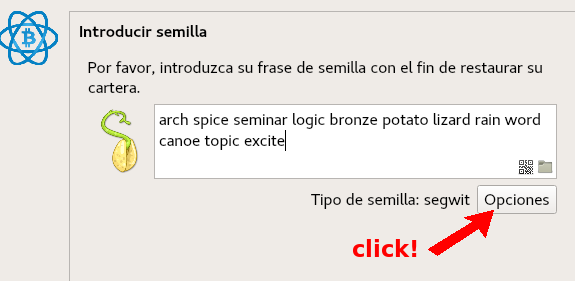 Introducir semilla
Por favor, introduzca su frase de semilla con el fin de restaurar su
cartera.
arch spice seminar logic bronze potato lizard rain word
canoe topic excite
Tipo de semilla: segwit Opciones
click!